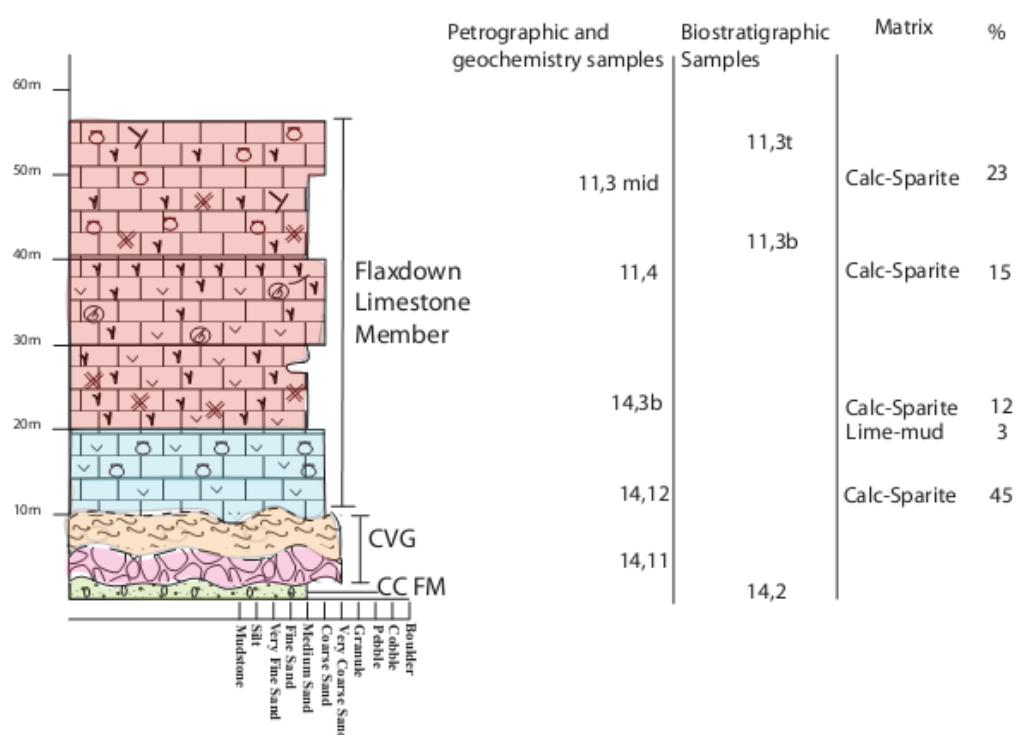 Petrographic and
geochemistry samples
Biostratigraphic
Samples
Matrix
%
60m
50m
40m
30m
20m
10m
11,3t
11,3 mid
Calc-Sparite
23
11,3b
11,4
Calc-Sparite
15
Flaxdown
Limestone
Member
14,3b
Calc-Sparite
12
Lime-mud
3
14,12
Calc-Sparite
45
CVG
14,11
CC FM
14,2
Mudstone
Silt
Very Fine Sand
Fine Sand
Medium Sand
Coarse Sand
Very Coarse Sand
Granule
Pebble
Cobble
Boulder